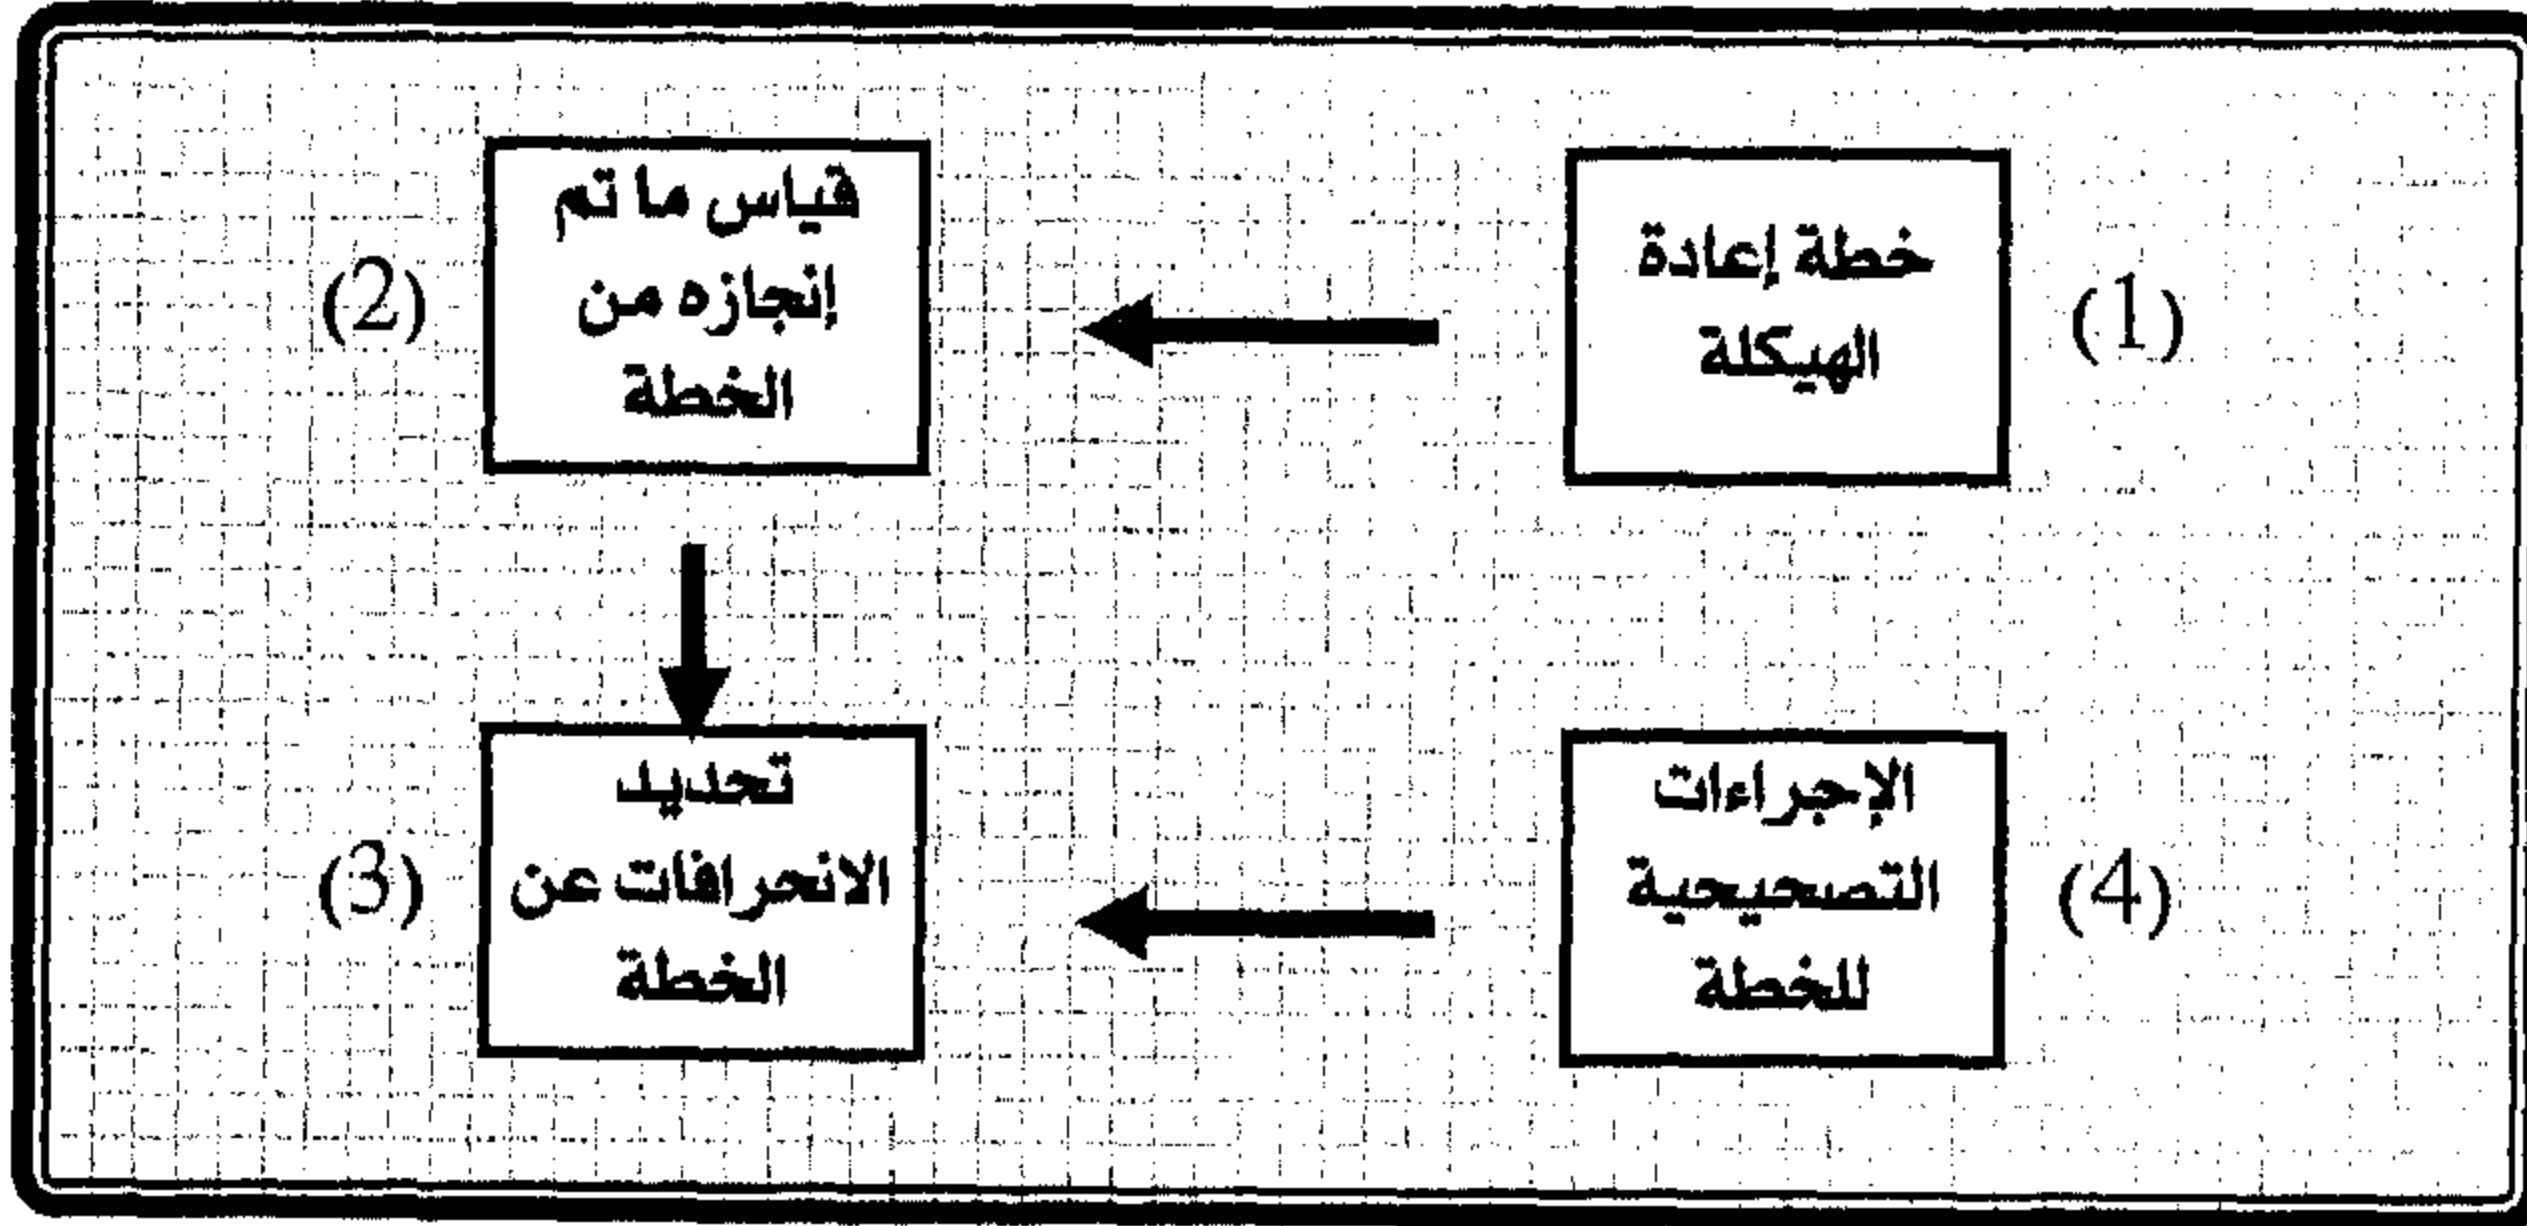 (1)
خطة إعادة
الهيكلة
(2)
قياس ما تم
إنجازه من
الخطة
(3)
تحديد
الانحرافات عن
الخطة
(4)
الإجراءات
التصحيحية
للخطة